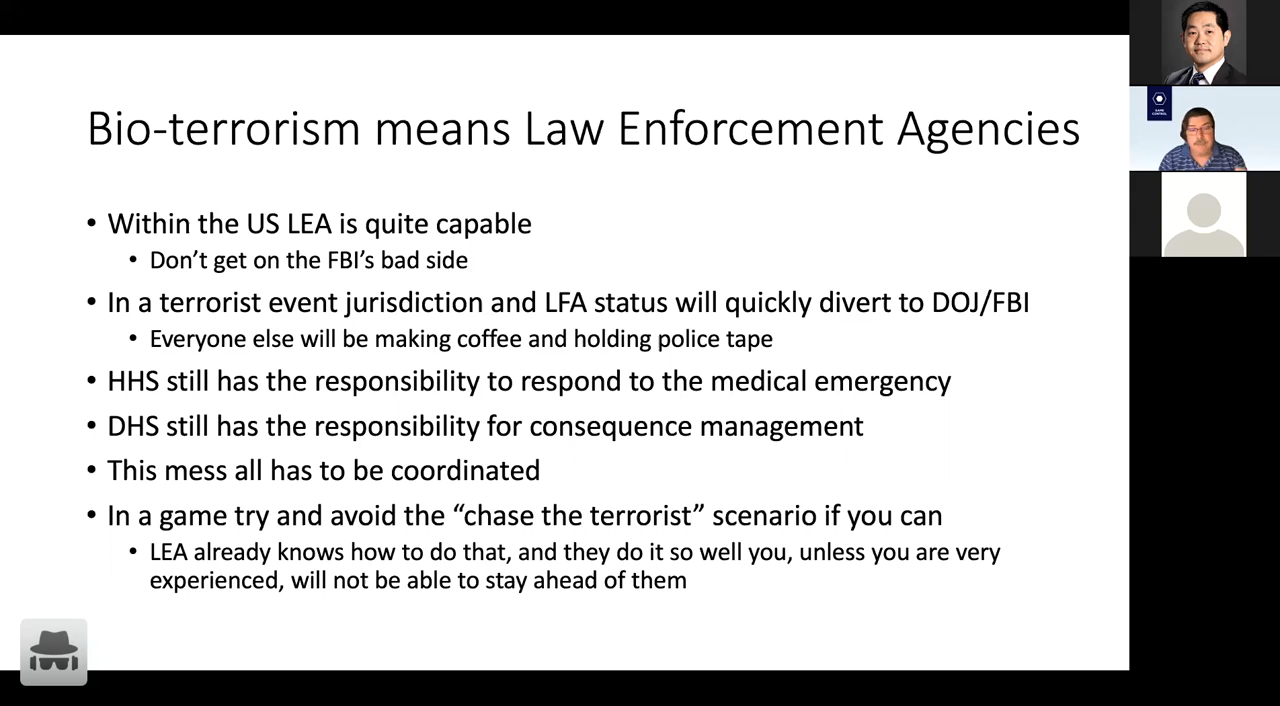 Bio-terrorism means Law Enforcement Agencies
• Within the US LEA is quite capable
• Don’t get on the FBI’s bad side
• In a terrorist event jurisdiction and LFA status will quickly divert to DOJ/FBI
• Everyone else will be making coffee and holding police tape
• HHS still has the responsibility to respond to the medical emergency
• DHS still has the responsibility for consequence management
• This mess all has to be coordinated
• In a game try and avoid the “chase the terrorist” scenario if you can
• LEA already knows how to do that, and they do it so well you, unless you are very
experienced, will not be able to stay ahead of them
GAME
CONTROL